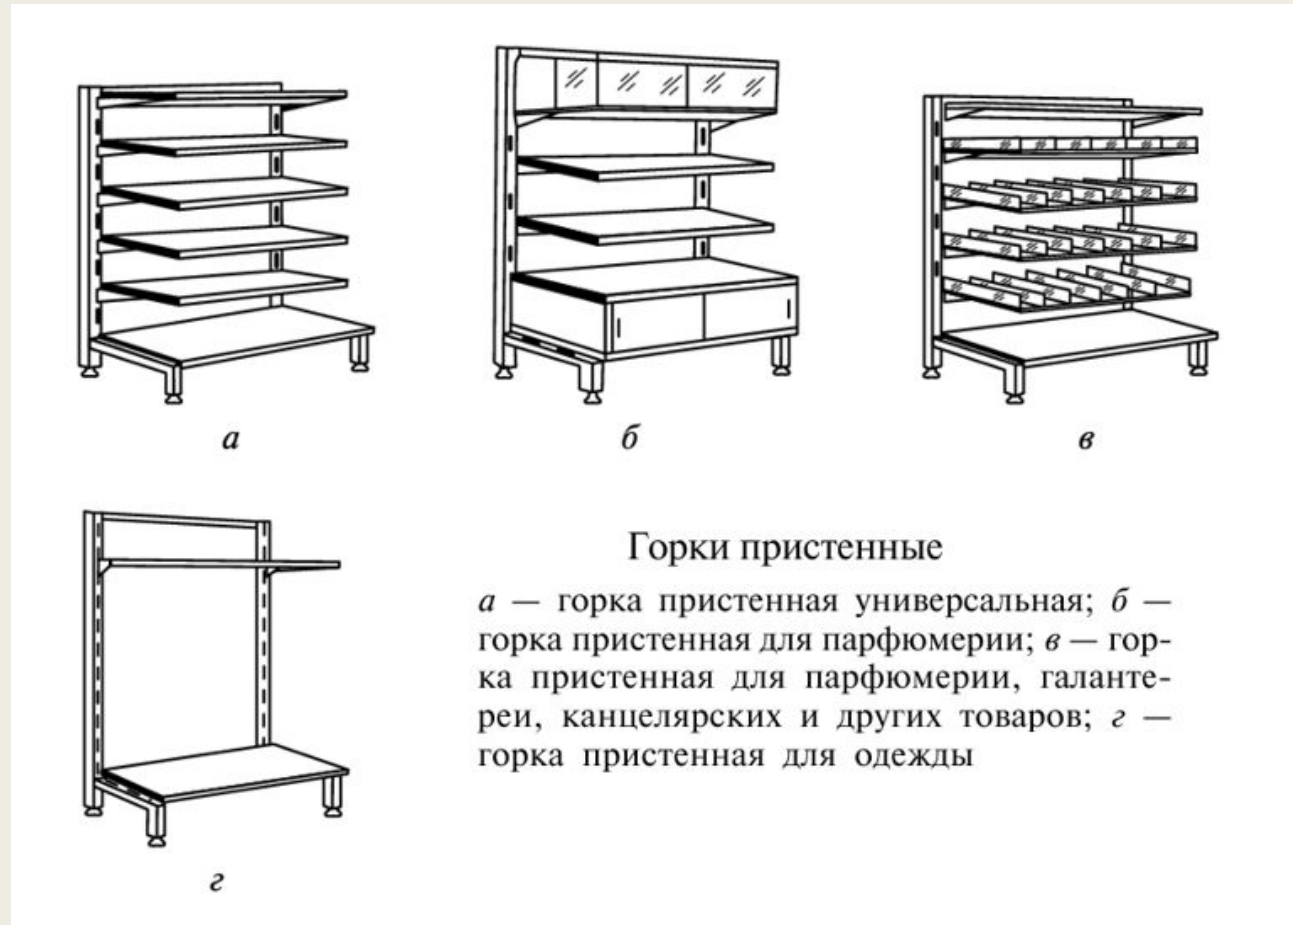 а
б
в
г
Горки пристенные
а — горка пристенная универсальная; б —
горка пристенная для парфюмерии; в — гор-
ка пристенная для парфюмерии, галанте-
реи, канцелярских и других товаров; г —
горка пристенная для одежды